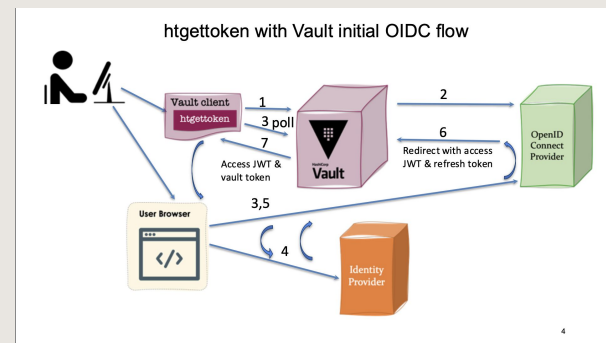 htgettoken with Vault initial OIDC flow
Vault client
htgettoken
1
3 poll
7
Access JWT &
vault token
HashiCorp
Vault
2
6
Redirect with access
JWT & refresh token
OpenID
Connect
Provider
User Browser
</>
3,5
4
Identity
Provider
4